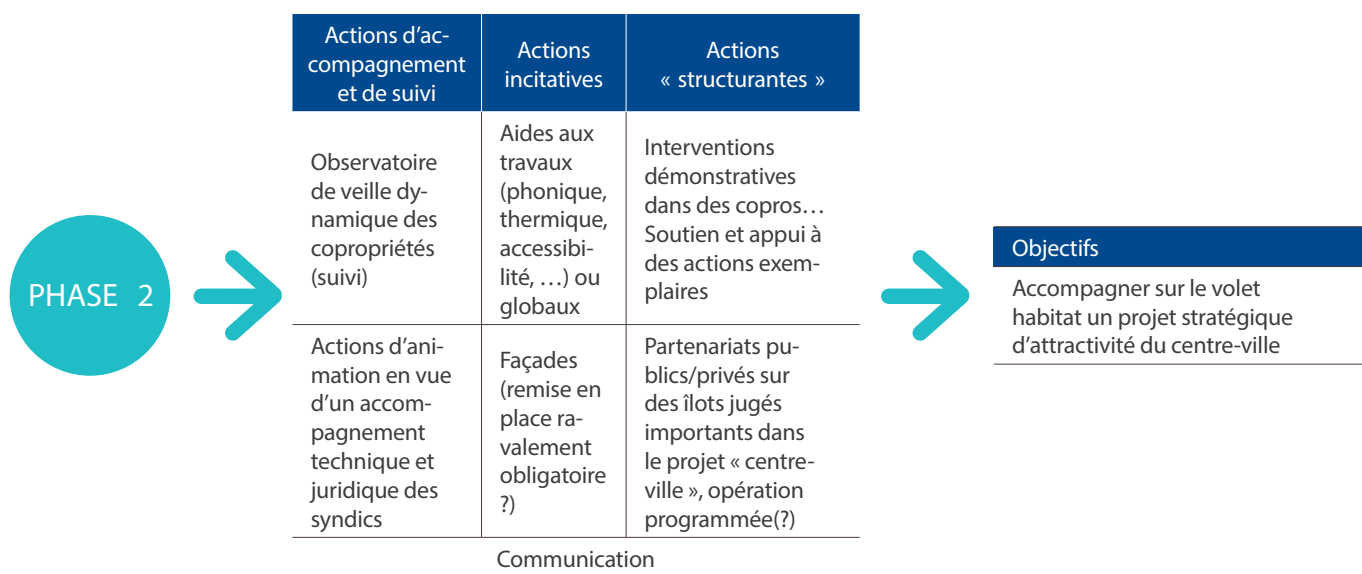 PHASE 2
Actions d’ac-
compagnement
et de suivi
Actions
incitatives
Actions
« structurantes »
Observatoire
de veille dy-
namique des
copropriétés
(suivi)
Aides aux
travaux
(phonique,
thermique,
accessibi-
lité, …) ou
globaux
Interventions
démonstratives
dans des copros…
Soutien et appui à
des actions exem-
plaires
Actions d’ani-
mation en vue
d’un accom-
pagnement
technique et
juridique des
syndics
Façades
(remise en
place ra-
valement
obligatoire
?)
Partenariats pu-
blics/privés sur
des îlots jugés
importants dans
le projet « centre-
ville », opération
programmée(?)
Communication
Objectifs
Accompagner sur le volet
habitat un projet stratégique
d’attractivité du centre-ville